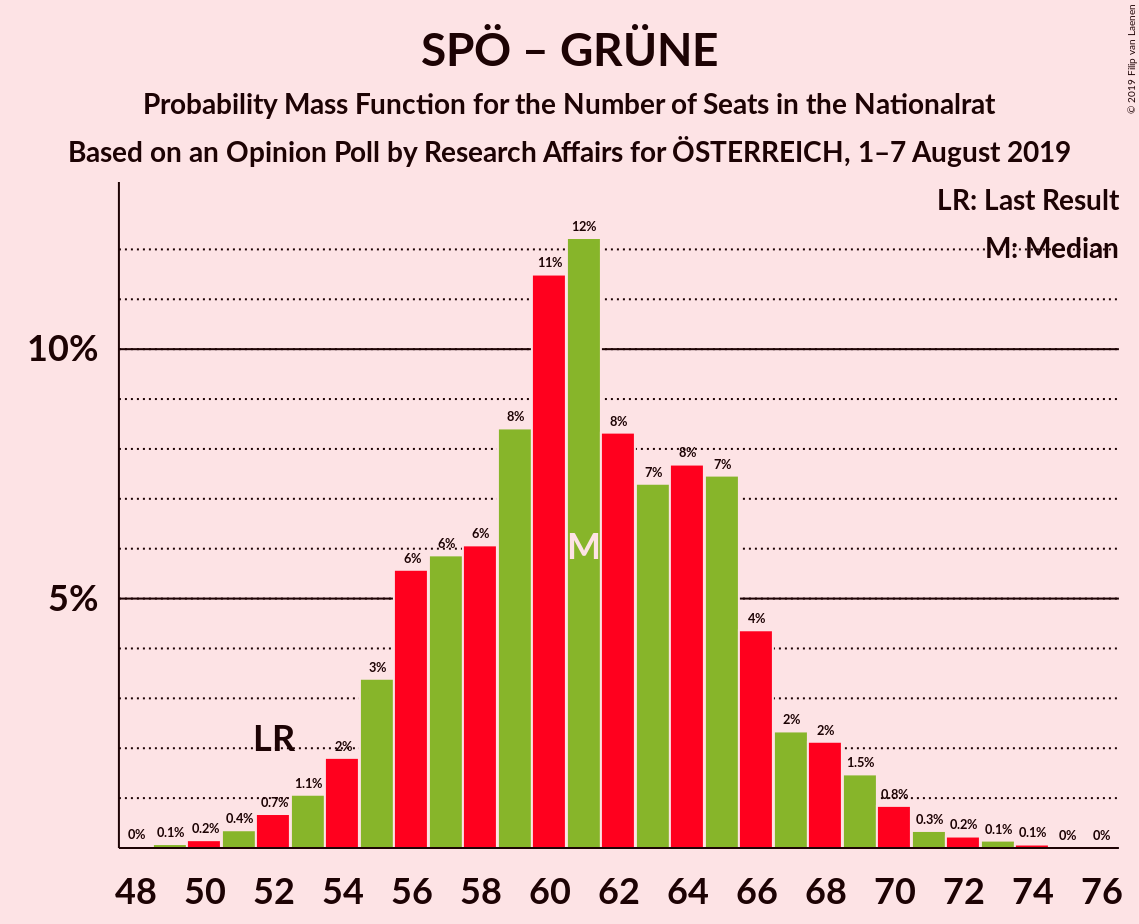 SPÖ – GRÜNE
Probability Mass Function for the Number of Seats in the Nationalrat
Based on an Opinion Poll by Research Affairs for ÖSTERREICH, 1–7 August 2019
© 2019 Filip van Laenen
LR: Last Result
M: Median
10%
5%
0% 0.1% 0.2% 0.4% 0.7% 1.1% 2% 3% 6% 6% 6% 8% 11% 12% 8% 7% 8% 7% 4% 2% 2% 1.5% 0.8% 0.3% 0.2% 0.1% 0.1% 0% 0%
LR
M
48 50 52 54 56 58 60 62 64 66 68 70 72 74 76